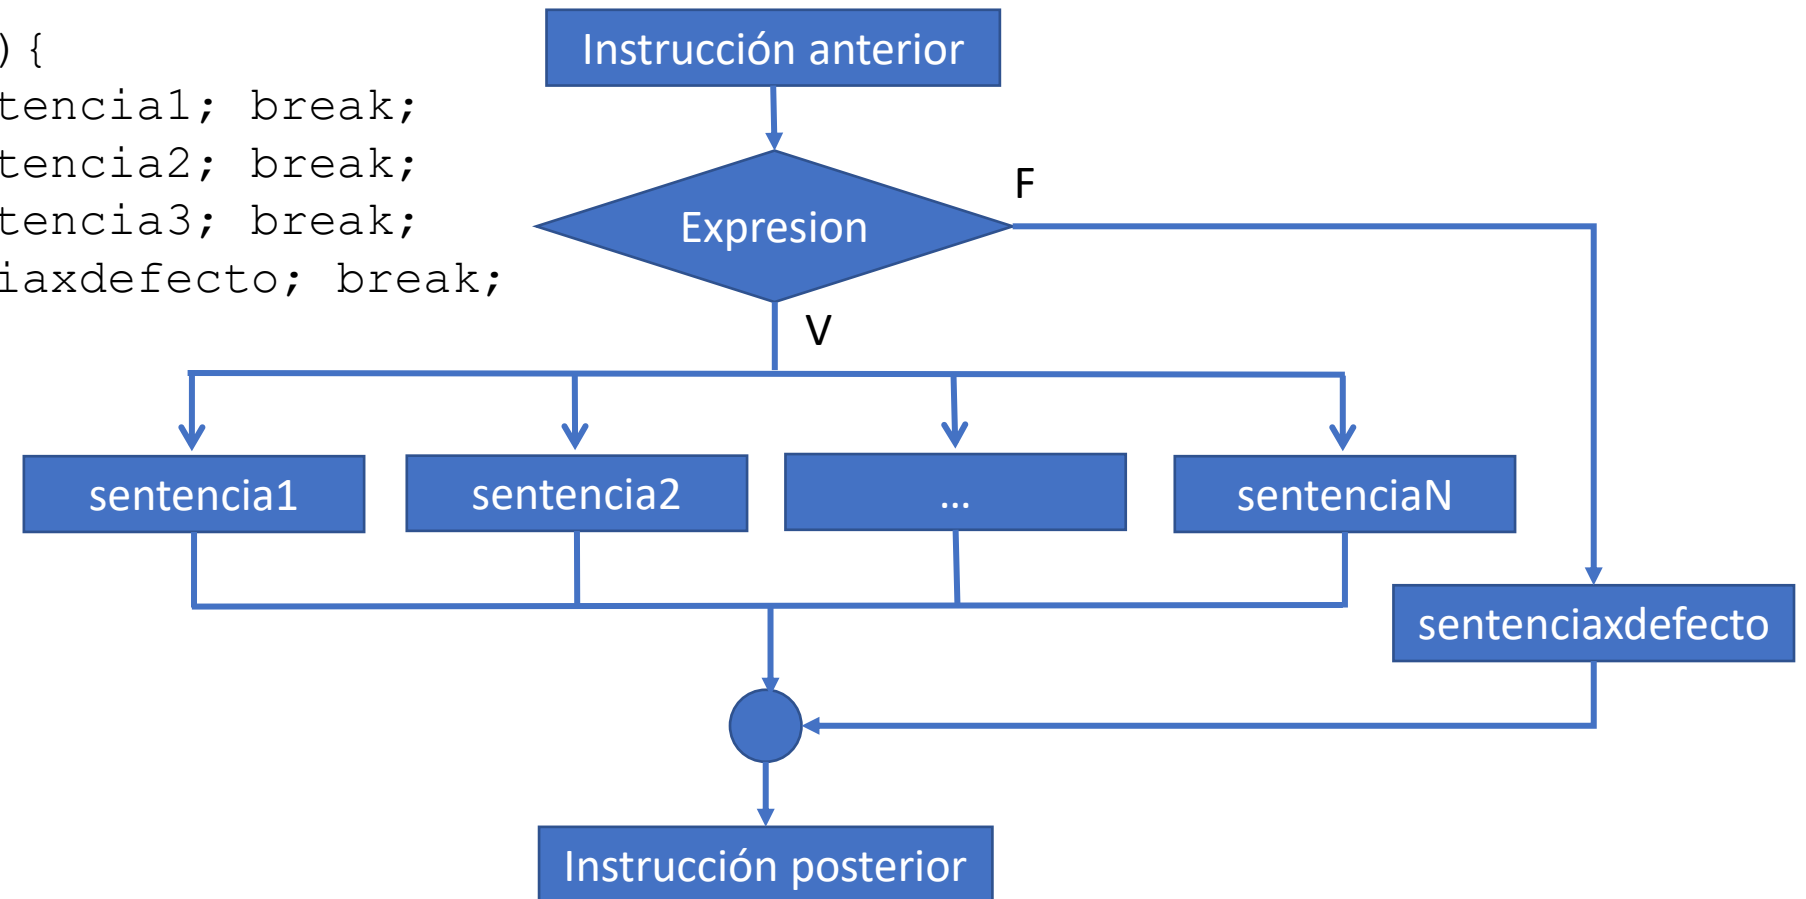 ){
tencia1; break;
tencia2; break;
tencia3; break;
iaxdefecto; break;
Instrucción anterior
Expresion
F
V
sentencia1
sentencia2
...
sentenciaN
sentenciaxdefecto
Instrucción posterior